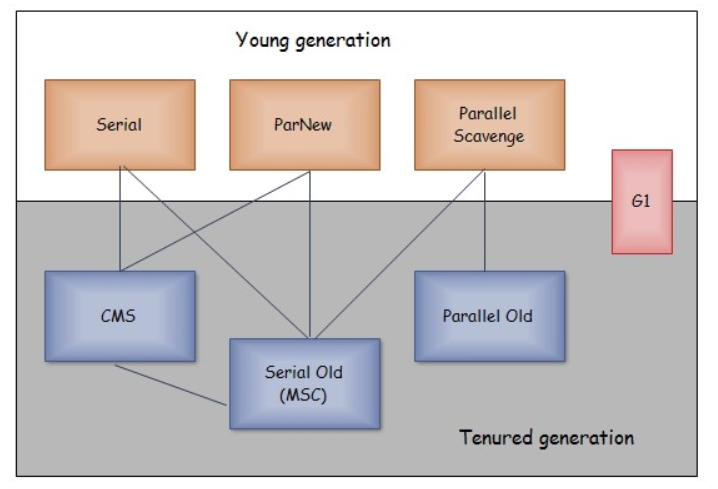 Young generation
Serial
ParNew
Parallel
Scavenge
G1
CMS
Serial Old
(MSC)
Parallel Old
Tenured generation